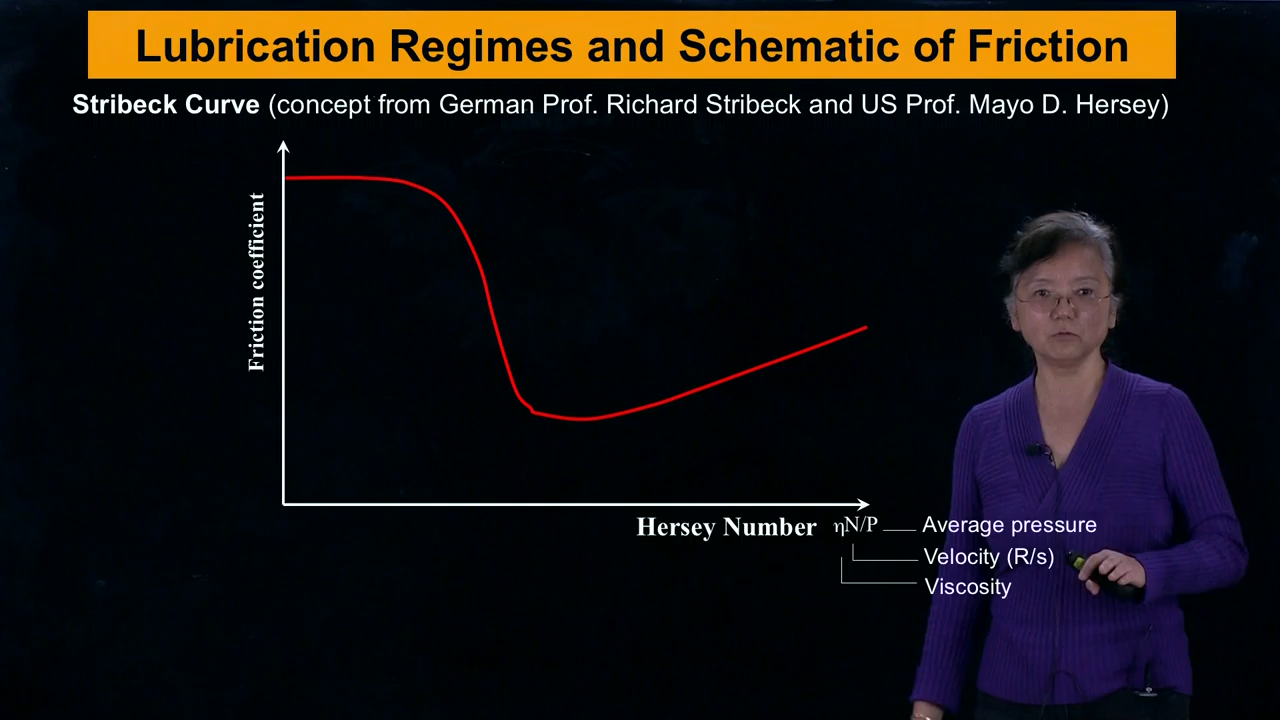 Lubrication Regimes and Schematic of Friction
Stribeck Curve (concept from German Prof. Richard Stribeck and US Prof. Mayo D. Hersey)
Friction coefficient
Hersey Number ηN/P
Average pressure
Velocity (R/s)
Viscosity